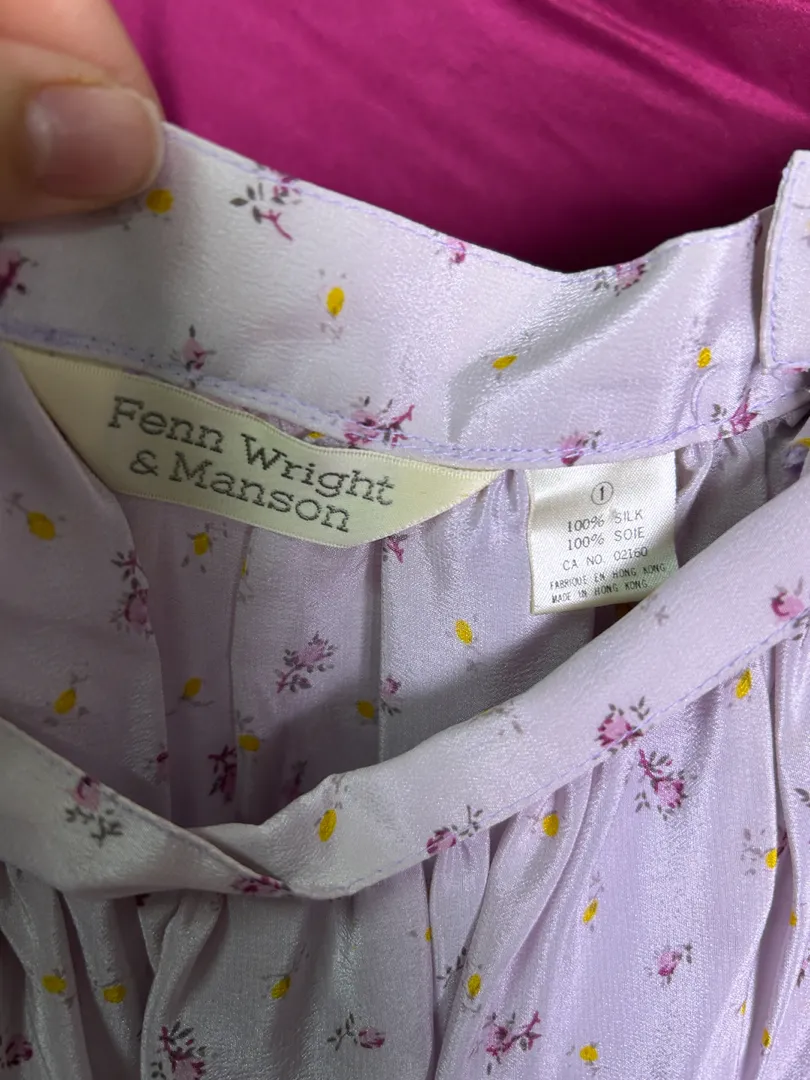 Fenn Wright
& Manson
1
100% SILK
100% SOIE
CA NO. 02160
FABRIQUE EN HONG KONG
MADE IN HONG KONG